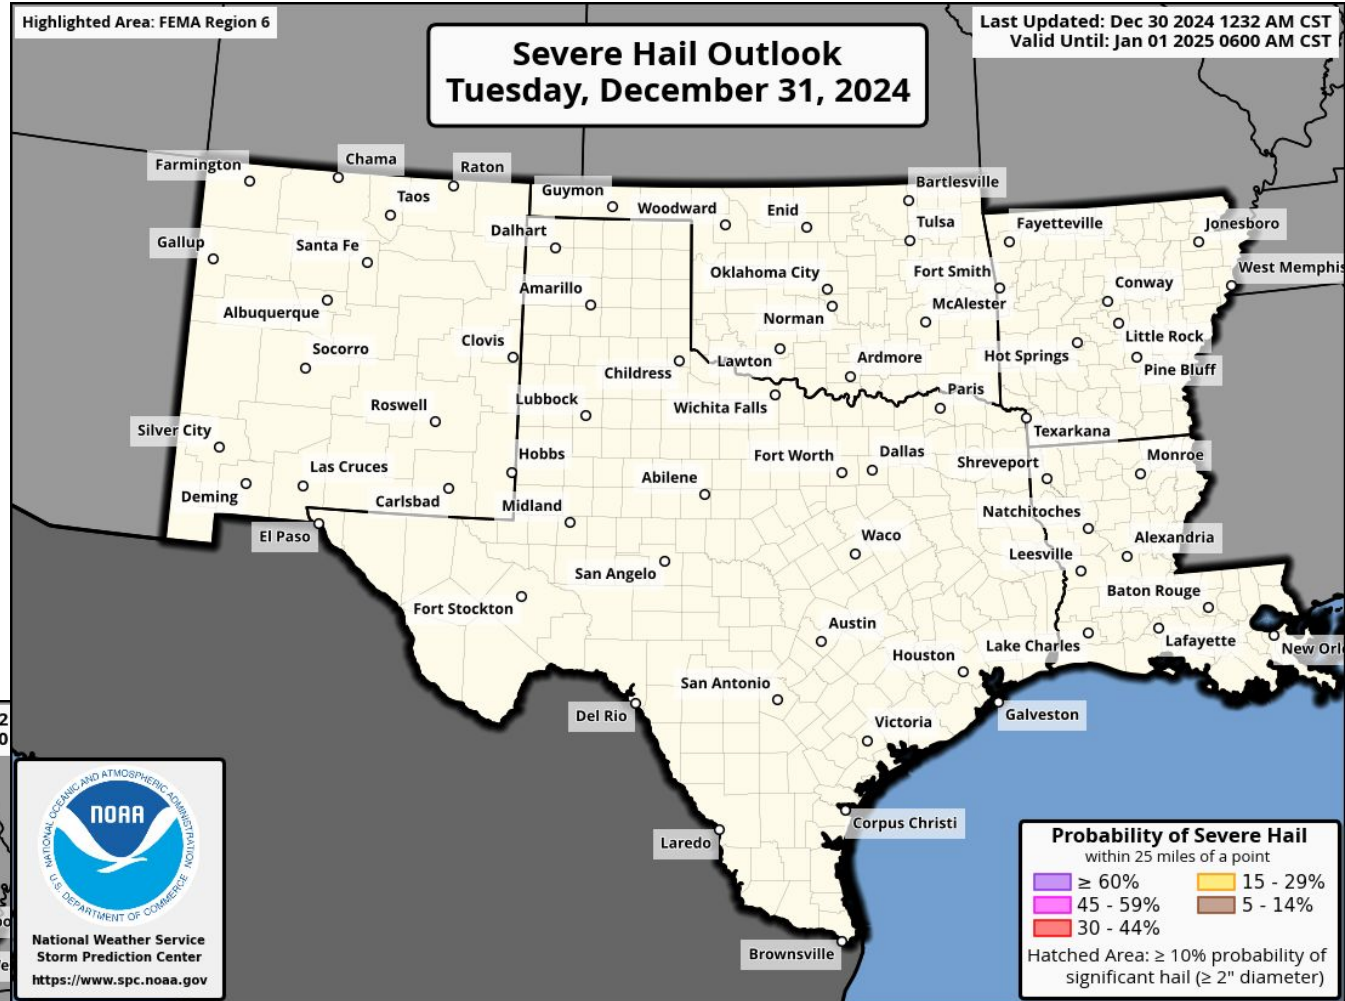 Highlighted Area: FEMA Region 6
Last Updated: Dec 30 2024 1232 AM CST
Valid Until: Jan 01 2025 0600 AM CST
Severe Hail Outlook
Tuesday, December 31, 2024
Farmington
Chama
Raton
Taos
Guymon
Woodward
Enid
Bartlesville
Tulsa
Fayetteville
Jonesboro
Gallup
Santa Fe
Dalhart
Oklahoma City
Fort Smith
West Memphis
Amarillo
Conway
Albuquerque
Norman
McAlester
Socorro
Clovis
Little Rock
Childress
Lawton
Ardmore
Hot Springs
Pine Bluff
Roswell
Lubbock
Wichita Falls
Paris
Silver City
Texarkana
Las Cruces
Hobbs
Fort Worth
Dallas
Shreveport
Monroe
Deming
Carlsbad
Midland
Abilene
Natchitoches
El Paso
Waco
Alexandria
San Angelo
Leesville
Fort Stockton
Baton Rouge
Austin
Lake Charles
Lafayette
New Orl
Houston
San Antonio
Del Rio
Victoria
Galveston
Laredo
Corpus Christi
Brownsville
2
0
NATIONAL OCEANIC AND ATMOSPHERIC ADMINISTRATION
NOAA
U.S. DEPARTMENT OF COMMERCE
National Weather Service
Storm Prediction Center
https://www.spc.noaa.gov
Probability of Severe Hail
within 25 miles of a point
≥ 60%
15 - 29%
45 - 59%
5 - 14%
30 - 44%
Hatched Area: ≥ 10% probability of
significant hail (≥ 2" diameter)